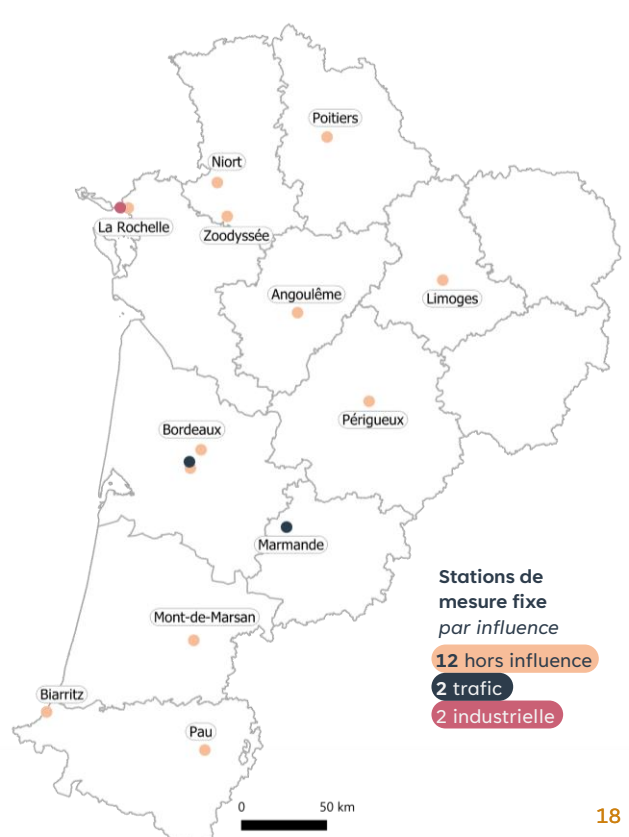 Poitiers
Niort
La Rochelle
Zoodyssée
Angoulême
Limoges
Périgueux
Bordeaux
Marmande
Mont-de-Marsan
Biarritz
Pau
Stations de
mesure fixe
par influence
12 hors influence
2 trafic
2 industrielle
0 50 km
18